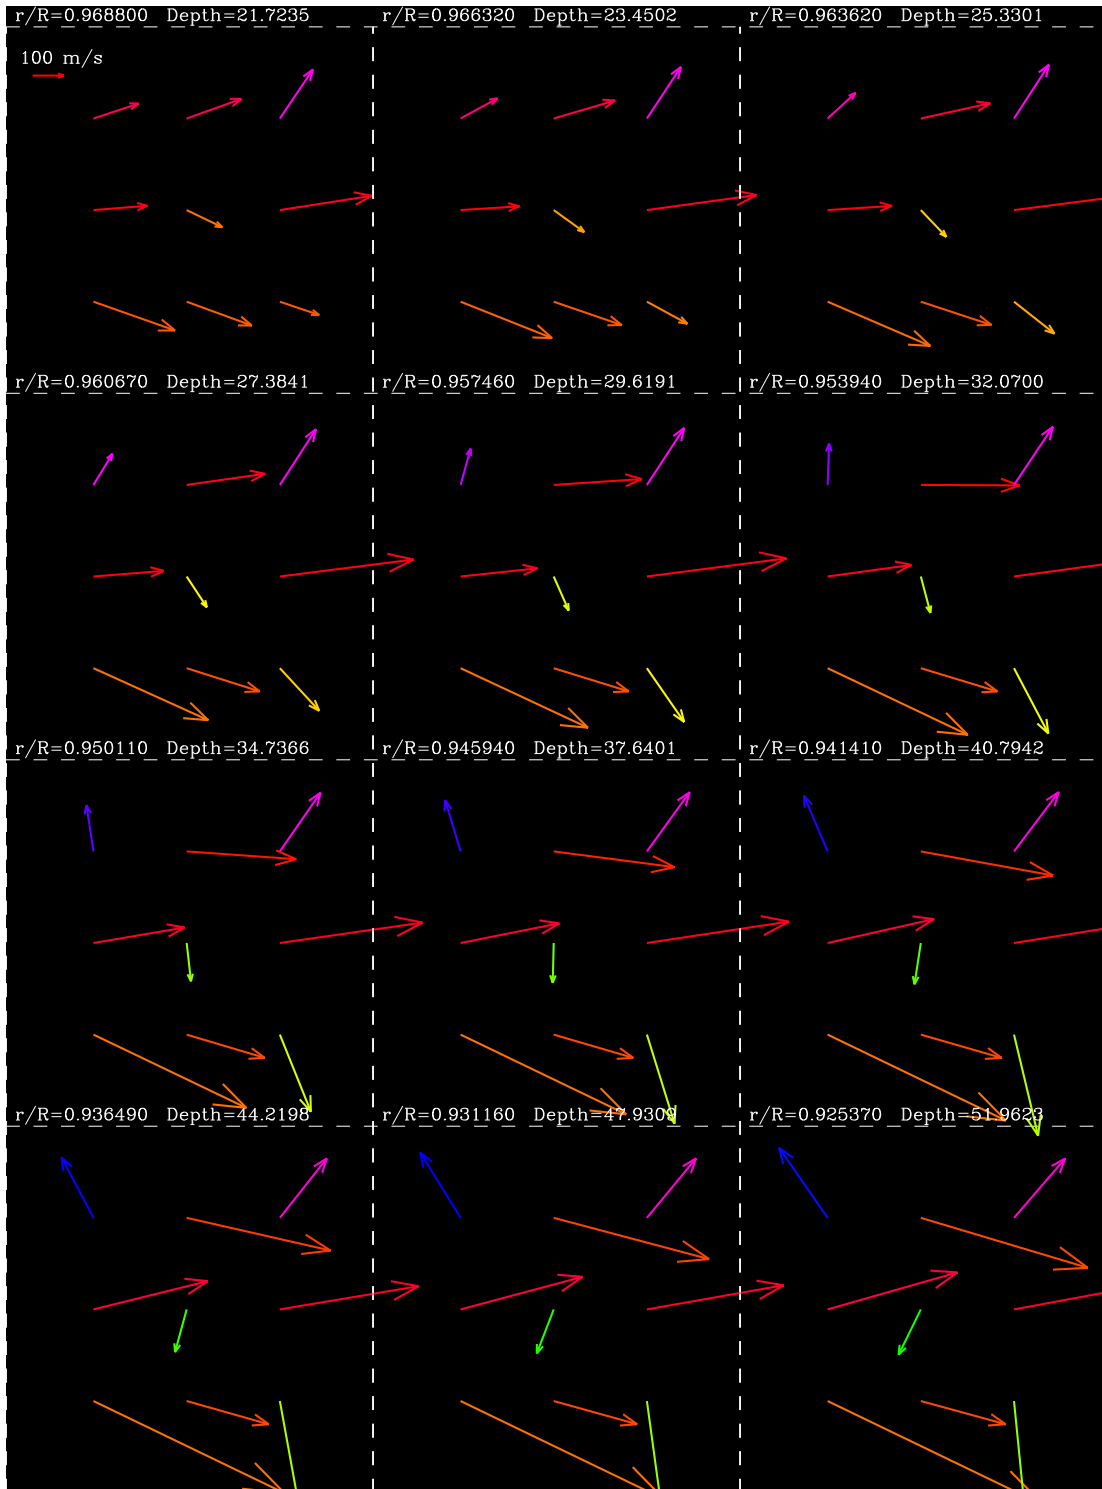 r/R=0.968800 Depth=21.7235
r/R=0.966320 Depth=23.4502
r/R=0.963620 Depth=25.3301
100 m/s
r/R=0.960670 Depth=27.3841
r/R=0.957460 Depth=29.6191
r/R=0.953940 Depth=32.0700
r/R=0.950110 Depth=34.7366
r/R=0.945940 Depth=37.6401
r/R=0.941410 Depth=40.7942
r/R=0.936490 Depth=44.2198
r/R=0.931160 Depth=47.9309
r/R=0.925370 Depth=51.9623